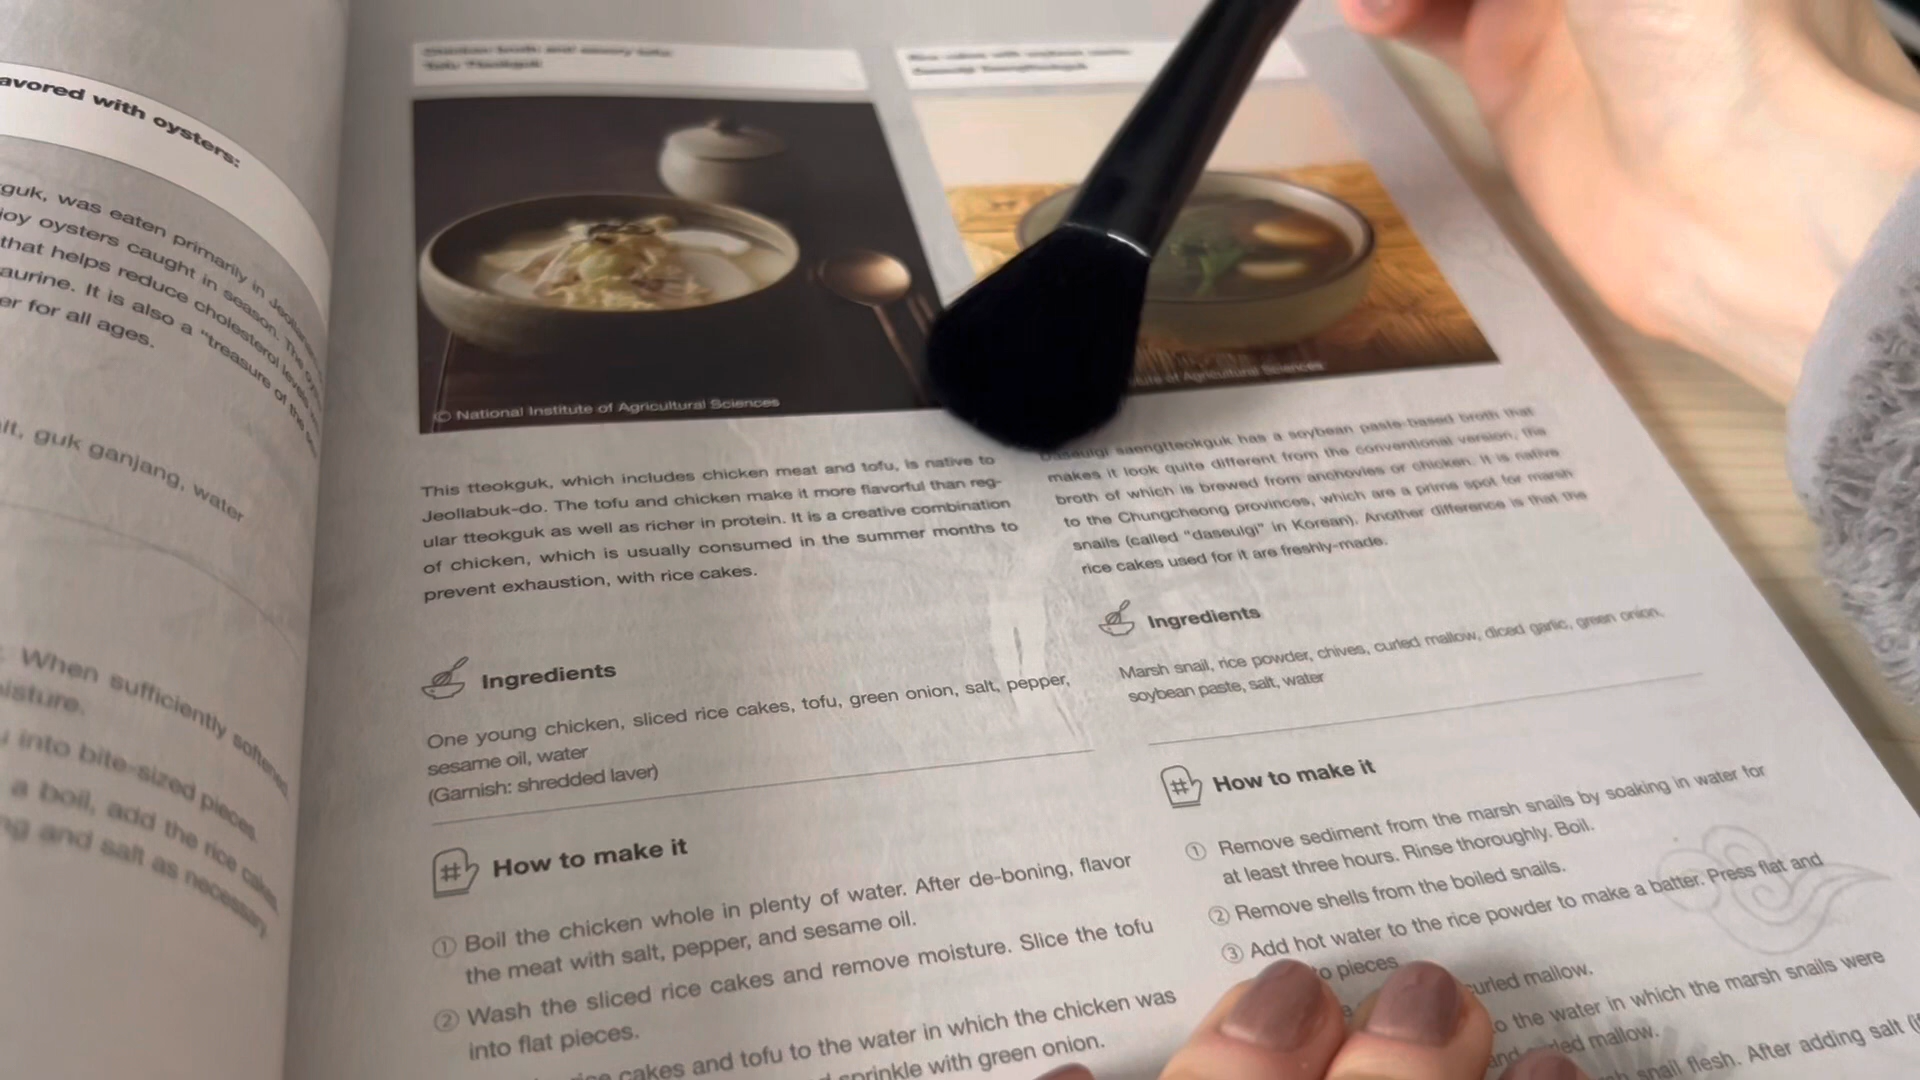 avored with oysters:
guk, was eaten primarily in
joy oysters caught in season. The
that helps reduce cholesterol
aurine. It is also a "treasure of the
er for all ages.
lt, guk ganjang, water
. When sufficiently softened
isture.
into bite-sized pieces.
a boil, add the rice cakes
ng and salt as necessary.
Tofu Tteokguk
© National Institute of Agricultural Sciences
This tteokguk, which includes chicken meat and tofu, is native to
Jeollabuk-do. The tofu and chicken make it more flavorful than reg-
ular tteokguk as well as richer in protein. It is a creative combination
of chicken, which is usually consumed in the summer months to
prevent exhaustion, with rice cakes.
Ingredients
One young chicken, sliced rice cakes, tofu, green onion, salt, pepper,
sesame oil, water
(Garnish: shredded laver)
How to make it
① Boil the chicken whole in plenty of water. After de-boning, flavor
the meat with salt, pepper, and sesame oil.
② Wash the sliced rice cakes and remove moisture. Slice the tofu
into flat pieces.
cakes and tofu to the water in which the chicken was
sprinkle with green onion.
of Agricultural Sciences
Daseulgi saengtteokguk has a soybean paste-based broth that
makes it look quite different from the conventional version, the
broth of which is brewed from anchovies or chicken. It is native
to the Chungcheong provinces, which are a prime spot for marsh
snails (called "daseulgi" in Korean). Another difference is that the
rice cakes used for it are freshly-made.
Ingredients
Marsh snail, rice powder, chives, curled mallow, diced garlic, green onion,
soybean paste, salt, water
How to make it
① Remove sediment from the marsh snails by soaking in water for
at least three hours. Rinse thoroughly. Boil.
② Remove shells from the boiled snails.
③ Add hot water to the rice powder to make a batter. Press flat and
to pieces.
curled mallow.
to the water in which the marsh snails were
and curled mallow.
snail flesh. After adding salt